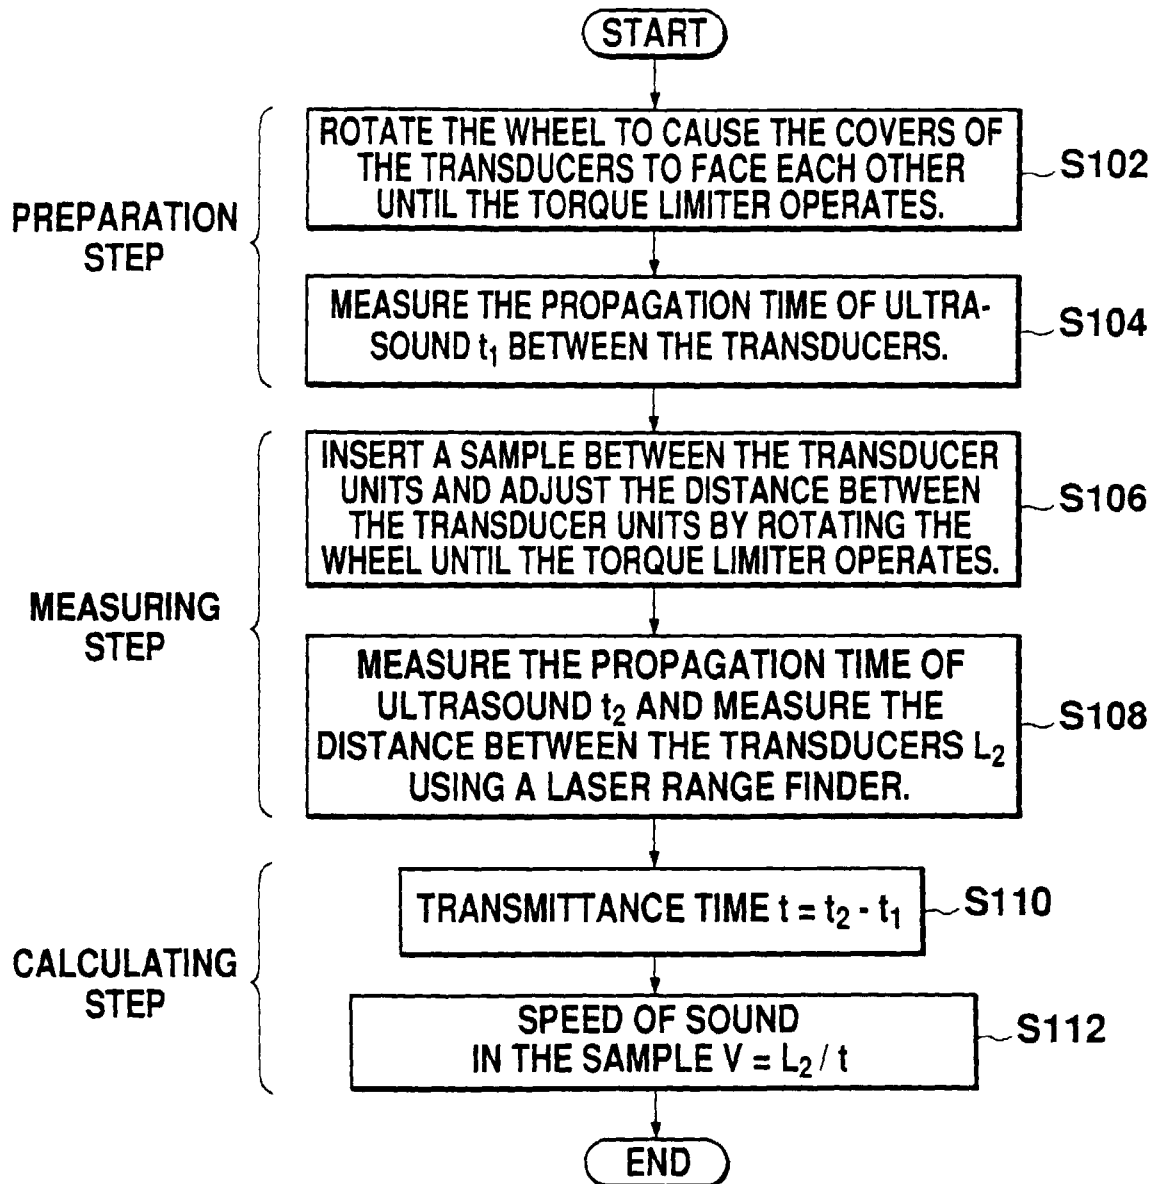 START
PREPARATION
STEP
ROTATE THE WHEEL TO CAUSE THE COVERS OF
THE TRANSDUCERS TO FACE EACH OTHER
UNTIL THE TORQUE LIMITER OPERATES.
S102
MEASURE THE PROPAGATION TIME OF ULTRA-
SOUND t₁ BETWEEN THE TRANSDUCERS.
S104
MEASURING
STEP
INSERT A SAMPLE BETWEEN THE TRANSDUCER
UNITS AND ADJUST THE DISTANCE BETWEEN
THE TRANSDUCER UNITS BY ROTATING THE
WHEEL UNTIL THE TORQUE LIMITER OPERATES.
S106
MEASURE THE PROPAGATION TIME OF
ULTRASOUND t₂ AND MEASURE THE
DISTANCE BETWEEN THE TRANSDUCERS L₂
USING A LASER RANGE FINDER.
S108
CALCULATING
STEP
TRANSMITTANCE TIME t = t₂ - t₁
S110
SPEED OF SOUND
IN THE SAMPLE V = L₂ / t
S112
END